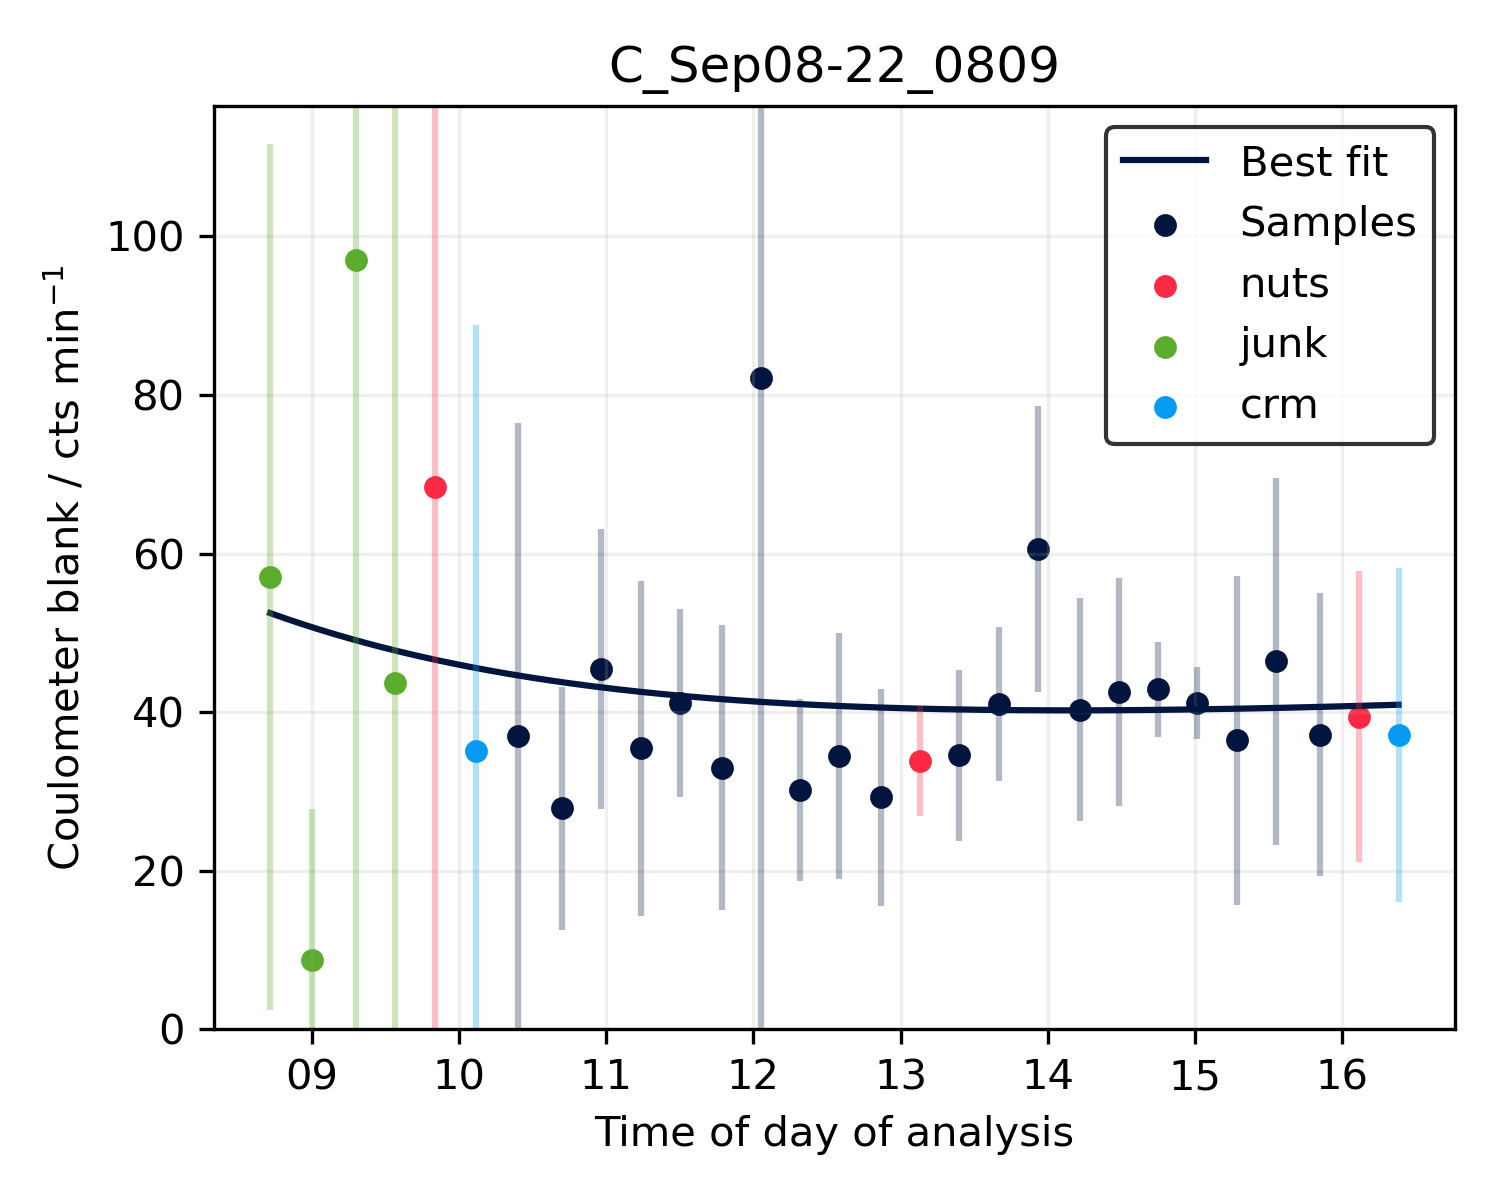 C_Sep08-22_0809
Best fit
Samples
nuts
junk
crm
Coulometer blank / cts min⁻¹
100
80
60
40
20
0
09 10 11 12 13 14 15 16
Time of day of analysis